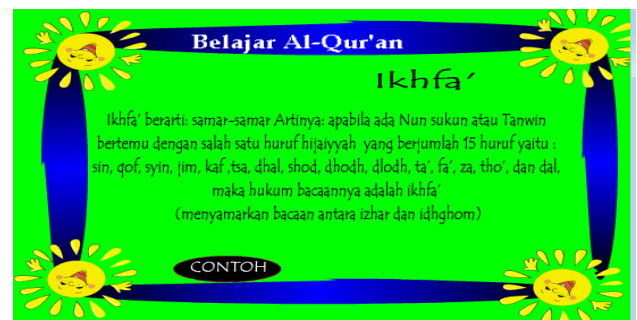 Belajar Al-Qur'an
Ikhfa´
Ikhfa´ berarti: samar-samar Artinya: apabila ada Nun sukun atau Tanwin
bertemu dengan salah satu huruf hijaiyyah yang berjumlah 15 huruf yaitu :
sin, qof, syin, jim, kaf ,tsa, dhal, shod, dhodh, dlodh, ta´, fa´, za, tho´, dan dal,
maka hukum bacaannya adalah ikhfa´
(menyamarkan bacaan antara izhar dan idhghom)
CONTOH